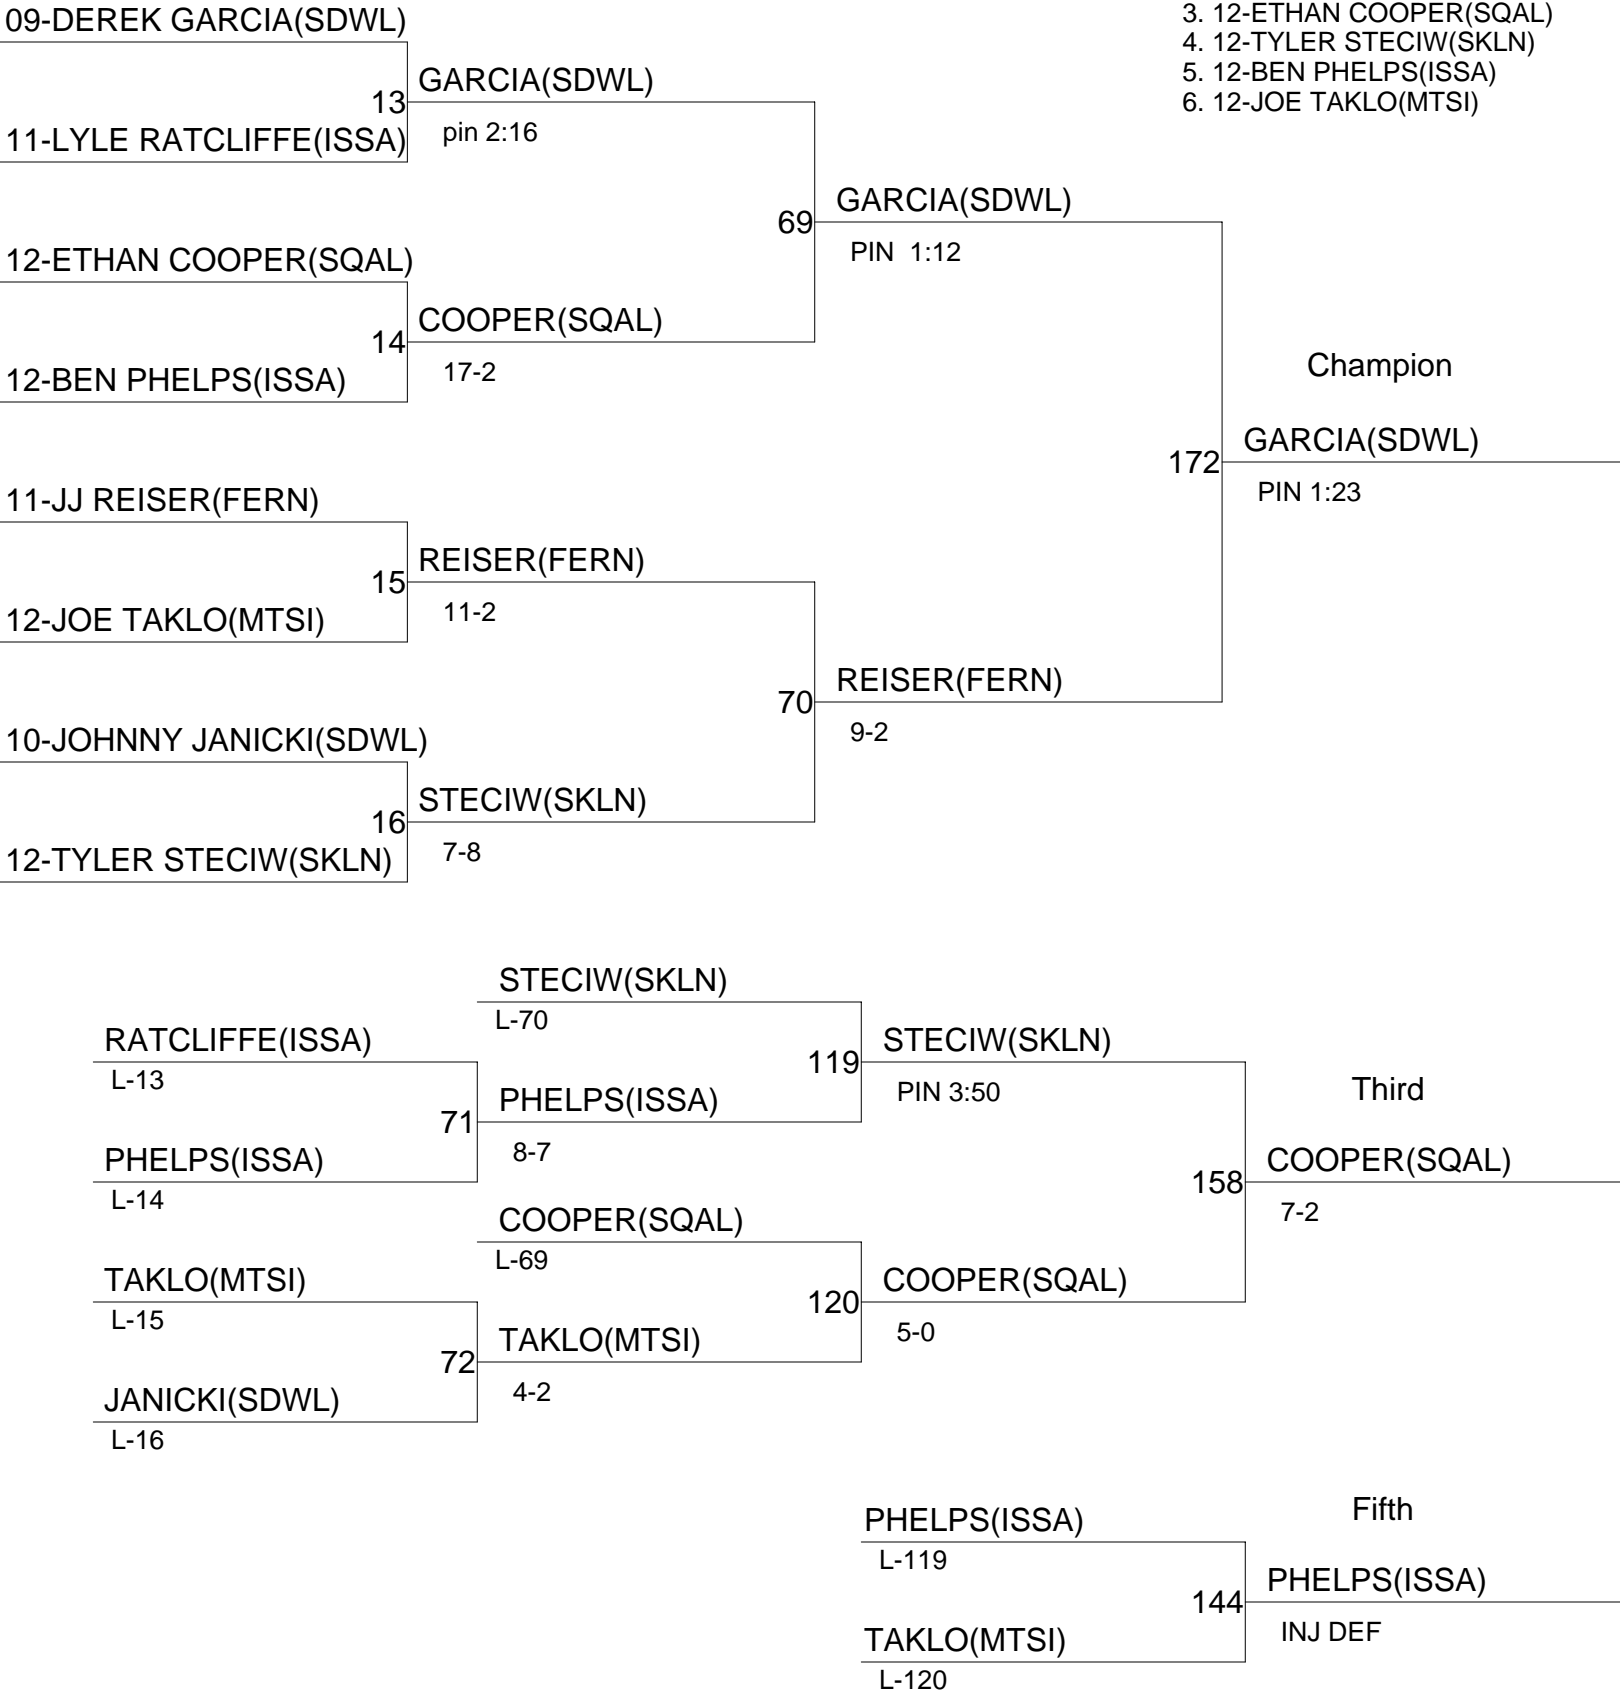 09-DEREK GARCIA(SDWL)
3. 12-ETHAN COOPER(SQAL)
4. 12-TYLER STECIW(SKLN)
5. 12-BEN PHELPS(ISSA)
6. 12-JOE TAKLO(MTSI)
GARCIA(SDWL)
13
pin 2:16
11-LYLE RATCLIFFE(ISSA)
GARCIA(SDWL)
69
PIN 1:12
12-ETHAN COOPER(SQAL)
COOPER(SQAL)
14
17-2
12-BEN PHELPS(ISSA)
Champion
GARCIA(SDWL)
172
PIN 1:23
11-JJ REISER(FERN)
REISER(FERN)
15
11-2
12-JOE TAKLO(MTSI)
REISER(FERN)
70
9-2
10-JOHNNY JANICKI(SDWL)
STECIW(SKLN)
16
7-8
12-TYLER STECIW(SKLN)
STECIW(SKLN)
L-70
RATCLIFFE(ISSA)
L-13
STECIW(SKLN)
119
PIN 3:50
PHELPS(ISSA)
71
8-7
PHELPS(ISSA)
L-14
Third
COOPER(SQAL)
158
7-2
COOPER(SQAL)
L-69
TAKLO(MTSI)
L-15
COOPER(SQAL)
120
5-0
TAKLO(MTSI)
72
4-2
JANICKI(SDWL)
L-16
Fifth
PHELPS(ISSA)
L-119
PHELPS(ISSA)
144
INJ DEF
TAKLO(MTSI)
L-120